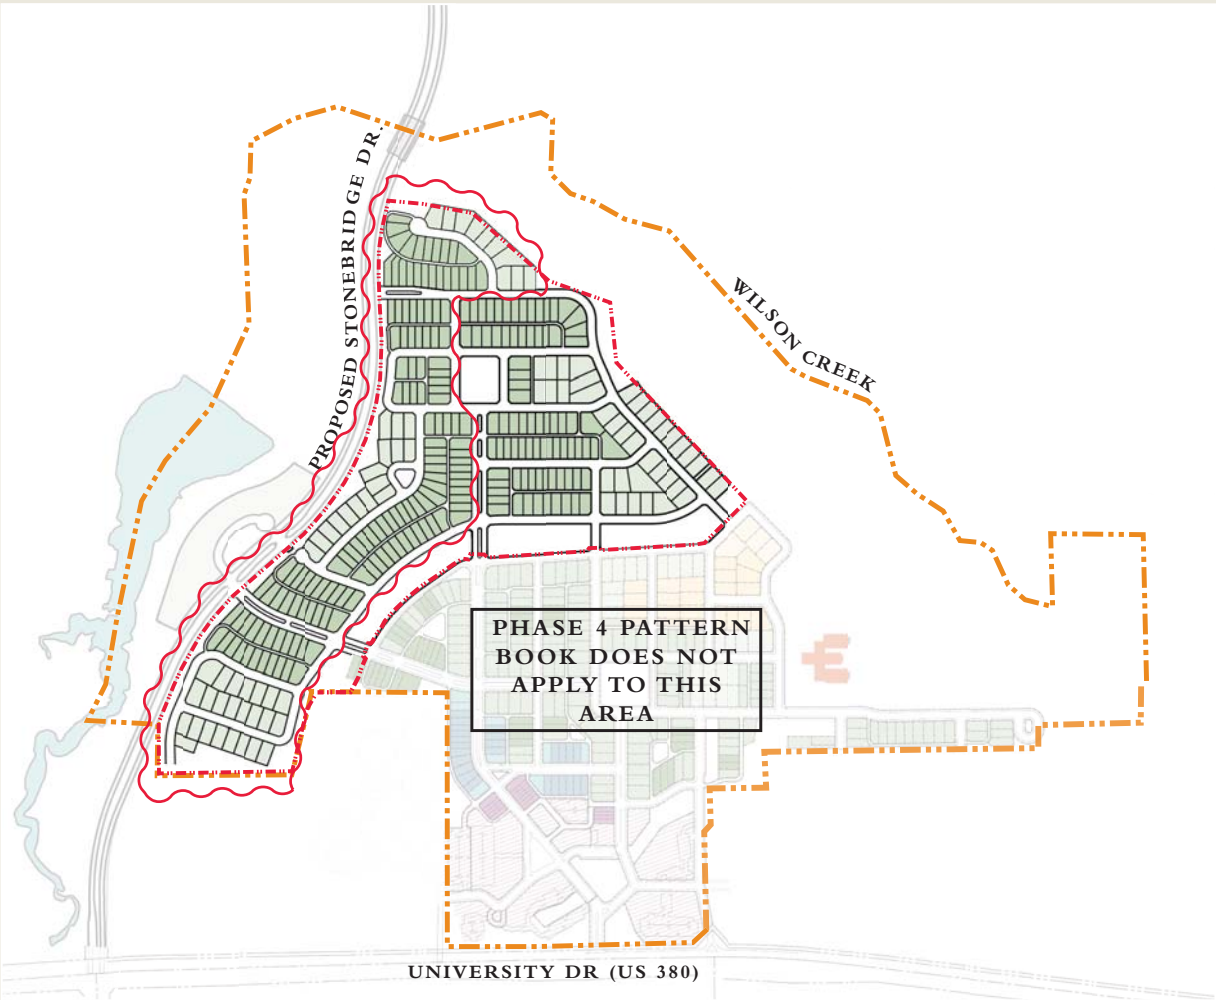 PROPOSED STONEBRIDGE DR.
WILSON CREEK
PHASE 4 PATTERN
BOOK DOES NOT
APPLY TO THIS
AREA
UNIVERSITY DR (US 380)